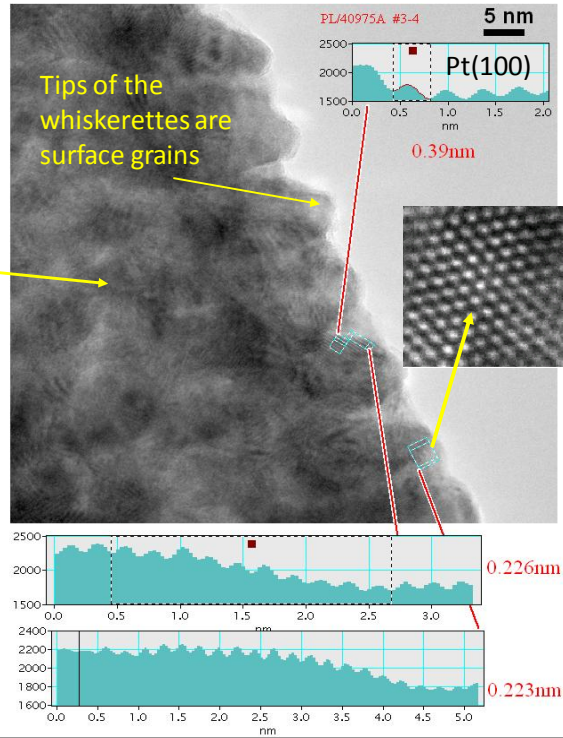 PL/40975A #3-4
5 nm
Pt(100)
2500
2000
1500
0.0 0.5 1.0 1.5 2.0
nm
0.39nm
Tips of the
whiskerettes are
surface grains
2500
2000
1500
0.0 0.5 1.0 1.5 2.0 2.5 3.0
nm
0.226nm
2400
2200
2000
1800
1600
0.0 0.5 1.0 1.5 2.0 2.5 3.0 3.5 4.0 4.5 5.0
nm
0.223nm